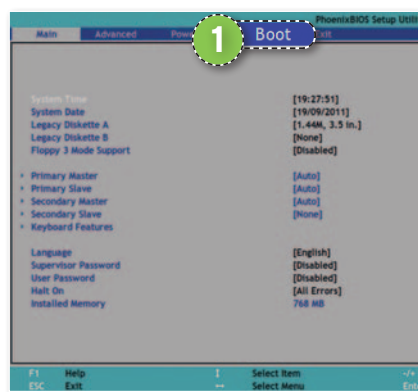 PhoenixBIOS Setup Utili
Main Advanced Powe 1 Boot Exit
System Time [19:27:51]
System Date [19/09/2011]
Legacy Diskette A [1.44M, 3.5 in.]
Legacy Diskette B [None]
Floppy 3 Mode Support [Disabled]
Primary Master [Auto]
Primary Slave [Auto]
Secondary Master [Auto]
Secondary Slave [None]
Keyboard Features
Language [English]
Supervisor Password [Disabled]
User Password [Disabled]
Halt On [All Errors]
Installed Memory 768 MB
F1 Help ↕ Select Item -/+
ESC Exit ↔ Select Menu Ente